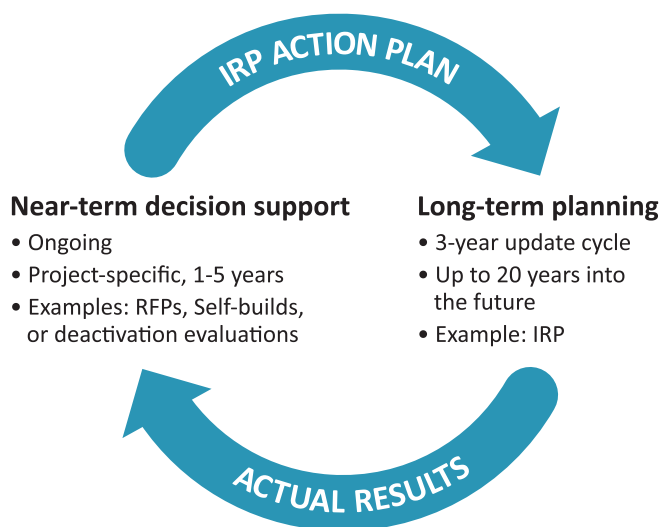 IRP ACTION PLAN
Near-term decision support
• Ongoing
• Project-specific, 1-5 years
• Examples: RFPs, Self-builds,
or deactivation evaluations
Long-term planning
• 3-year update cycle
• Up to 20 years into
the future
• Example: IRP
ACTUAL RESULTS